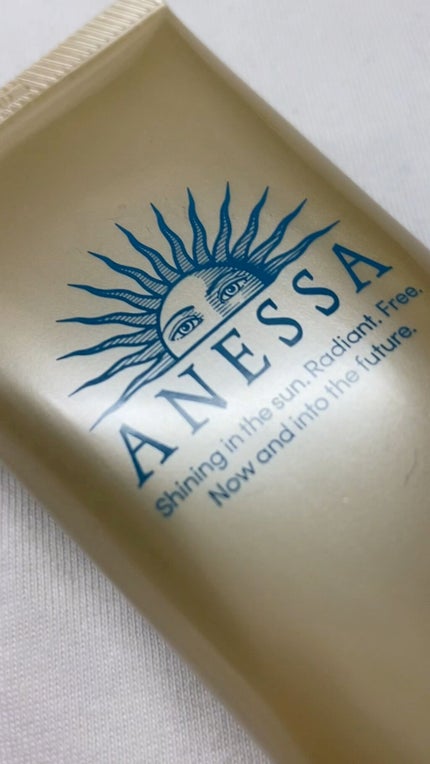 ANESSA
Shining in the sun. Radiant. Free.
Now and into the future.